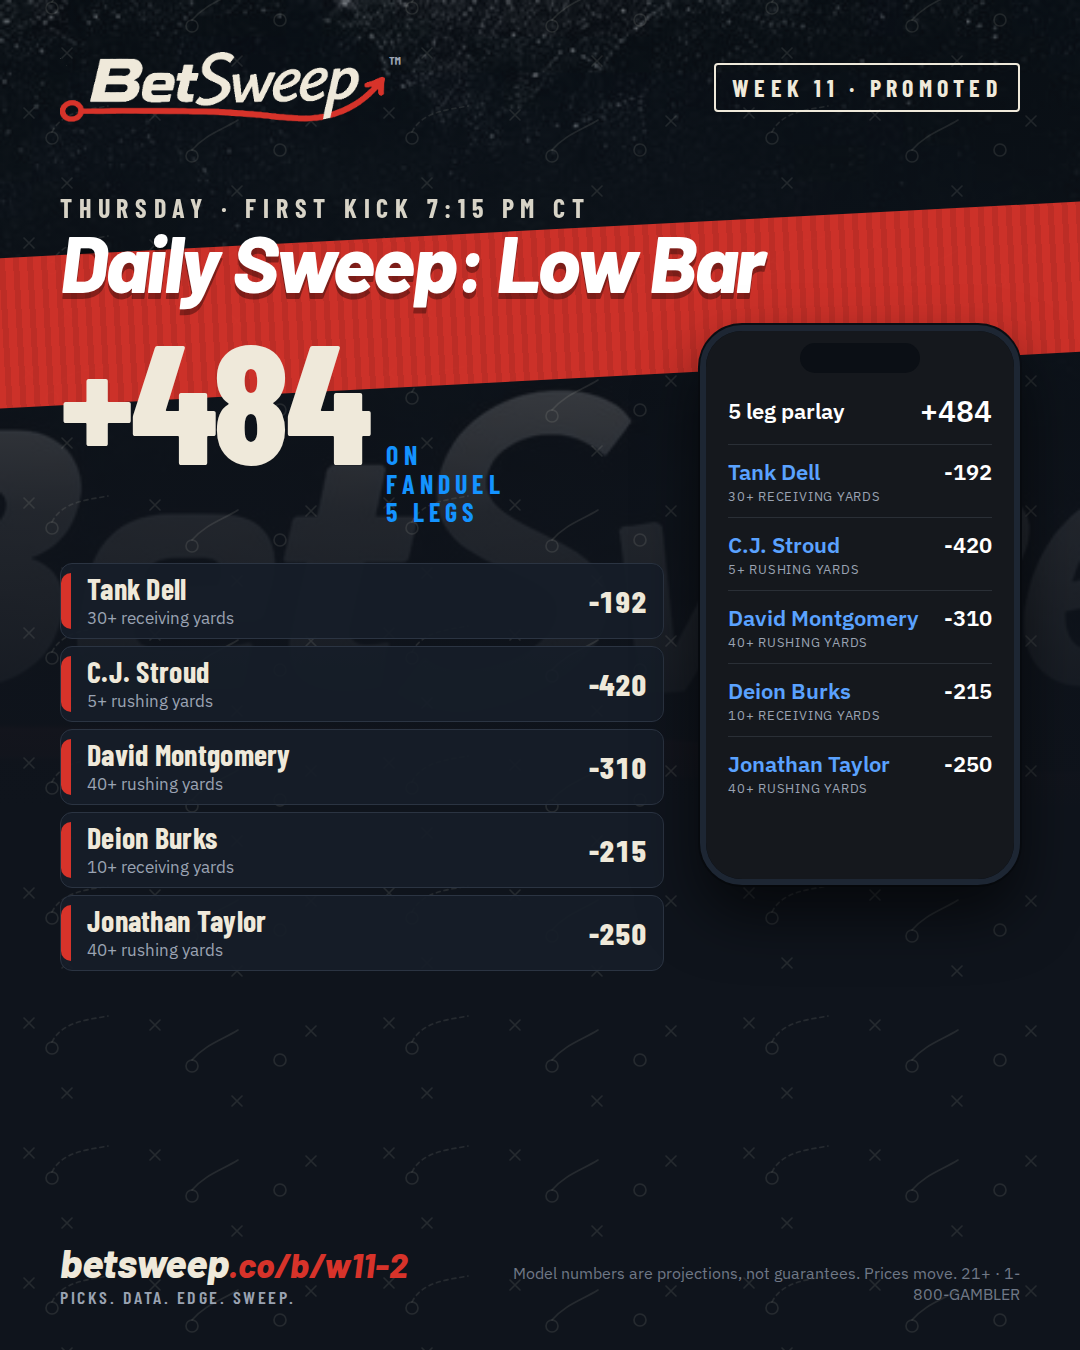 BetSweep™
WEEK 11 · PROMOTED
THURSDAY · FIRST KICK 7:15 PM CT
Daily Sweep: Low Bar
+484
ON
FANDUEL
5 LEGS
Tank Dell
30+ receiving yards
-192
C.J. Stroud
5+ rushing yards
-420
David Montgomery
40+ rushing yards
-310
Deion Burks
10+ receiving yards
-215
Jonathan Taylor
40+ rushing yards
-250
5 leg parlay +484
Tank Dell -192
30+ RECEIVING YARDS
C.J. Stroud -420
5+ RUSHING YARDS
David Montgomery -310
40+ RUSHING YARDS
Deion Burks -215
10+ RECEIVING YARDS
Jonathan Taylor -250
40+ RUSHING YARDS
betsweep.co/b/w11-2
PICKS. DATA. EDGE. SWEEP.
Model numbers are projections, not guarantees. Prices move. 21+ · 1-
800-GAMBLER